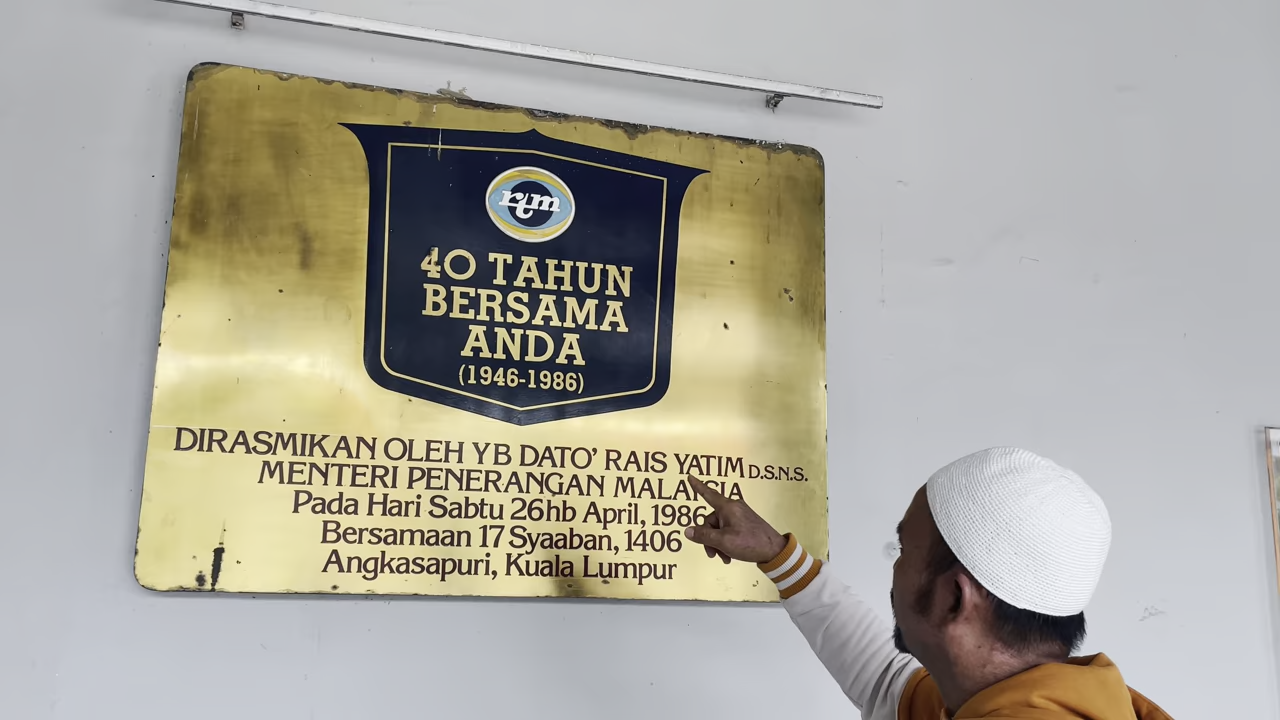 rtm
40 TAHUN
BERSAMA
ANDA
(1946-1986)
DIRASMIKAN OLEH YB DATO' RAIS YATIM D.S.N.S.
MENTERI PENERANGAN MALAYSIA
Pada Hari Sabtu 26hb April, 1986
Bersamaan 17 Syaaban, 1406
Angkasapuri, Kuala Lumpur